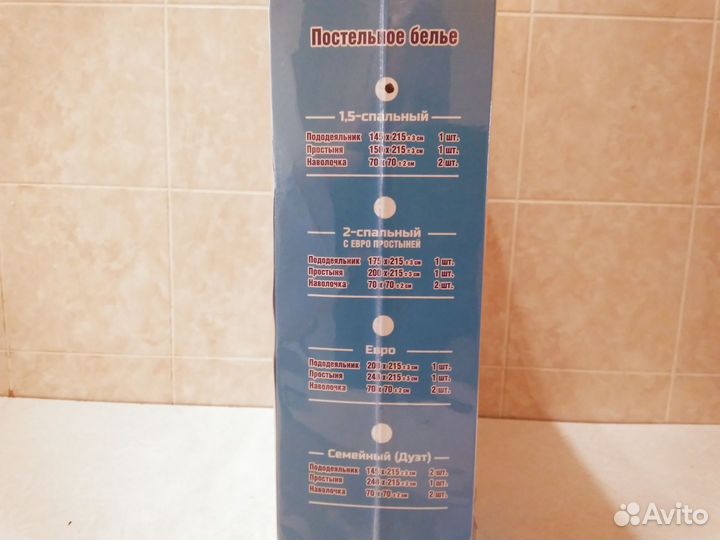 Постельное белье
1,5-спальный
Пододеяльник 145 x 215 ± 3 см 1 шт.
Простыня 150 x 215 ± 3 см 1 шт.
Наволочка 70 x 70 ± 2 см 2 шт.
2-спальный
С ЕВРО ПРОСТЫНЕЙ
Пододеяльник 175 x 215 ± 3 см 1 шт.
Простыня 200 x 215 ± 3 см 1 шт.
Наволочка 70 x 70 ± 2 см 2 шт.
Евро
Пододеяльник 200 x 215 ± 3 см 1 шт.
Простыня 240 x 215 ± 3 см 1 шт.
Наволочка 70 x 70 ± 2 см 2 шт.
Семейный (Дуэт)
Пододеяльник 145 x 215 ± 3 см 2 шт.
Простыня 240 x 215 ± 3 см 1 шт.
Наволочка 70 x 70 ± 2 см 2 шт.
Avito